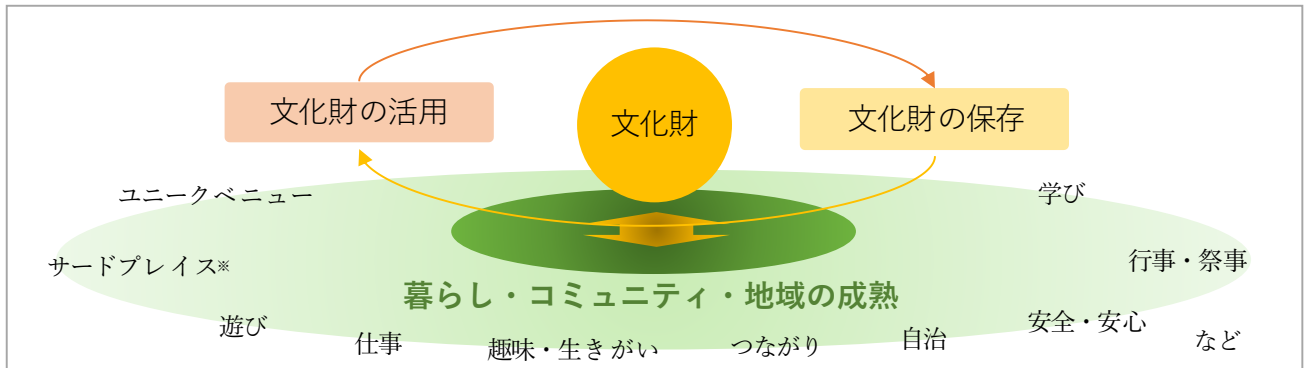 文化財の活用
文化財
文化財の保存
ユニークベニュー
学び
サードプレイス※
行事・祭事
暮らし・コミュニティ・地域の成熟
遊び
仕事
趣味・生きがい
つながり
自治
安全・安心
など